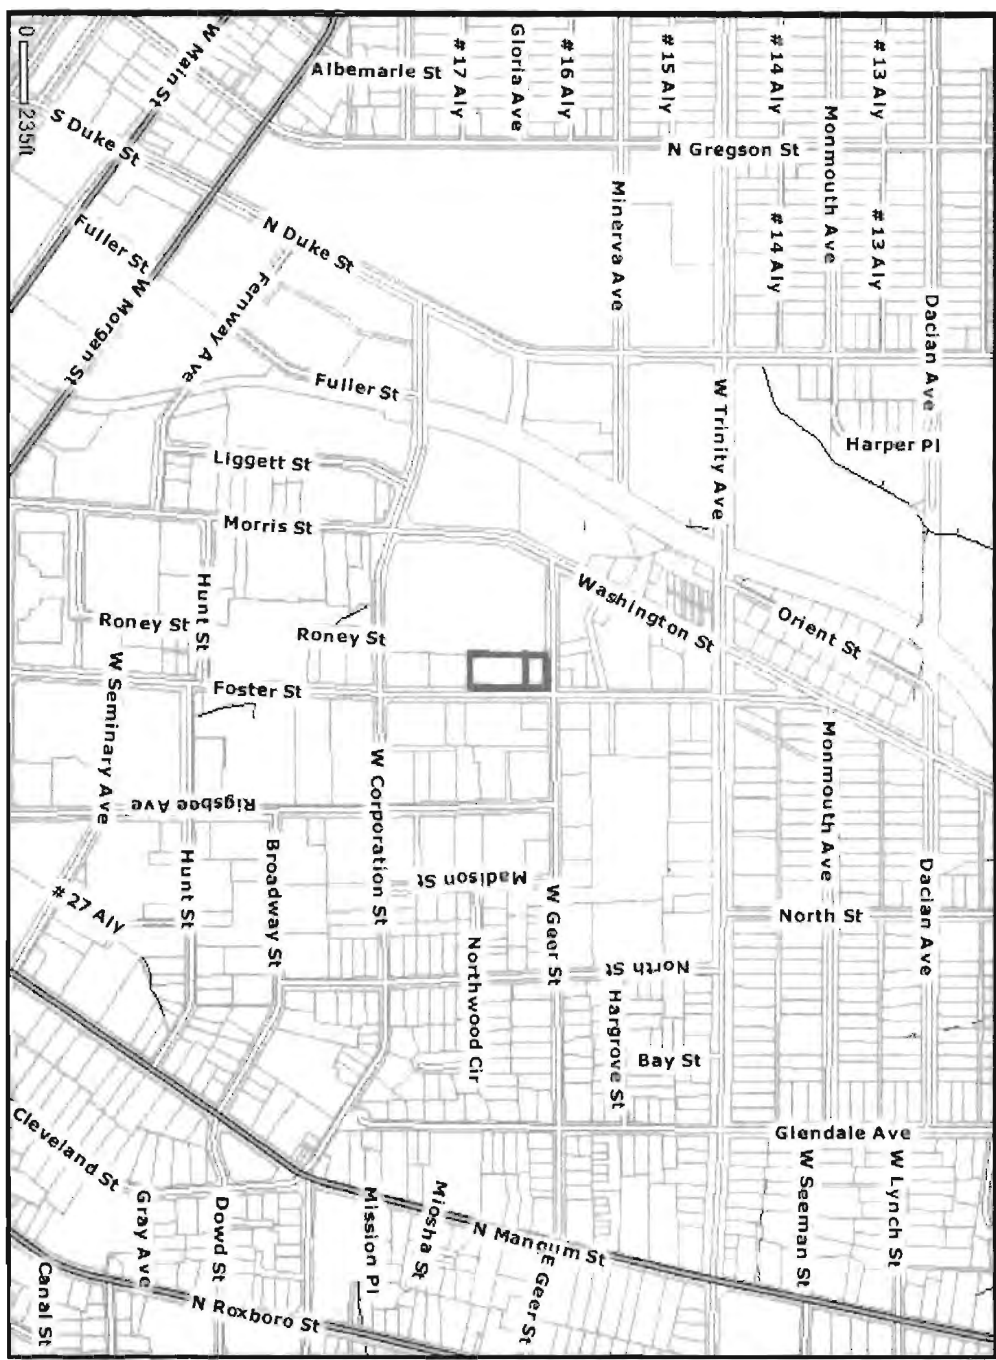 0 235ft
W Main St
Albemarle St
# 17 Aly
Gloria Ave
# 16 Aly
# 15 Aly
# 14 Aly
Monmouth Ave
# 13 Aly
S Duke St
N Gregson St
Fuller St
W Morgan St
N Duke St
Fernway Ave
Minerva Ave
# 14 Aly
# 13 Aly
Dacian Ave
Fuller St
W Trinity Ave
Harper Pl
Liggett St
Morris St
Hunt St
Roney St
Roney St
Washington St
Orient St
W Seminary Ave
Foster St
W Corporation St
Monmouth Ave
Rigsbee Ave
Hunt St
Broadway St
Madison St
W Geer St
North St
Dacian Ave
# 27 Aly
Northwood Cir
North St
Hargrove St
Bay St
Glendale Ave
Cleveland St
Gray Ave
Dowd St
Mission Pl
Miosha St
N Mangum St
E Geer St
W Seeman St
W Lynch St
Canal St
N Roxboro St